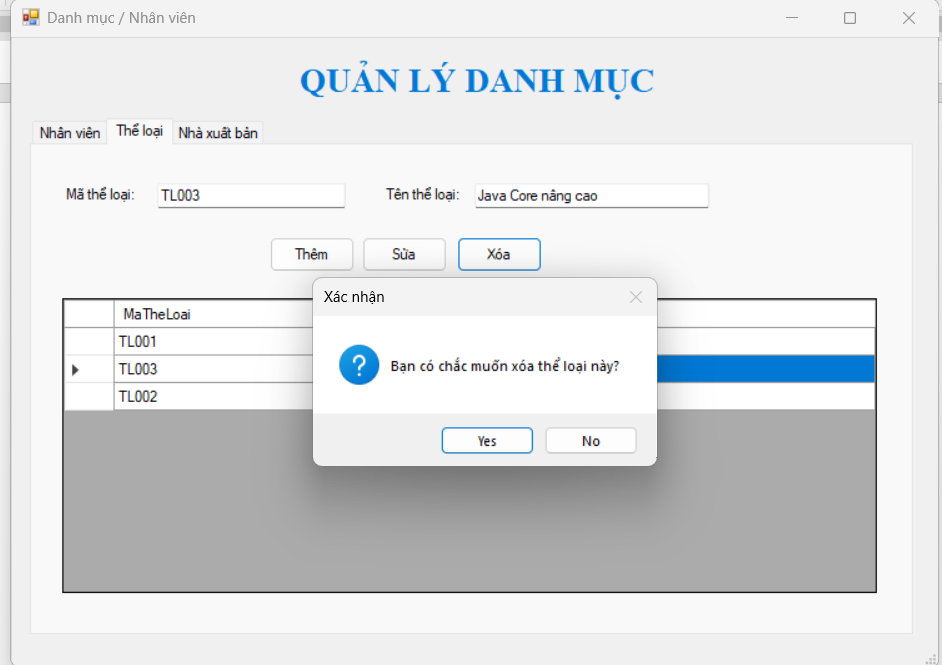 Danh mục / Nhân viên
QUẢN LÝ DANH MỤC
Nhân viên Thể loại Nhà xuất bản
Mã thể loại: TL003 Tên thể loại: Java Core nâng cao
Thêm Sửa Xóa
Xác nhận
MaTheLoai
TL001
Bạn có chắc muốn xóa thể loại này?
TL003
TL002
Yes No